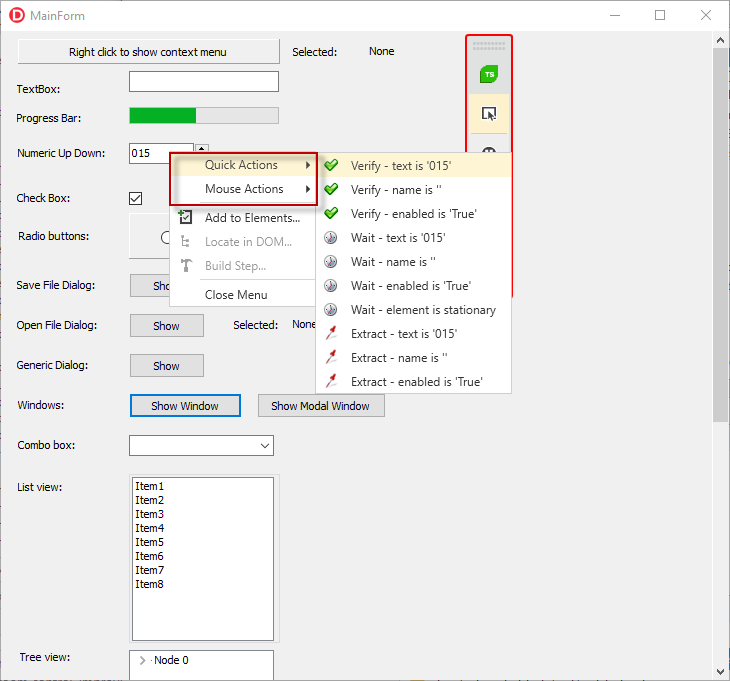 D MainForm
Right click to show context menu Selected: None
TS
TextBox:
Progress Bar:
Numeric Up Down: 015
Quick Actions
Mouse Actions
Add to Elements...
Locate in DOM...
Build Step...
Close Menu
Verify - text is '015'
Verify - name is ''
Verify - enabled is 'True'
Wait - text is '015'
Wait - name is ''
Wait - enabled is 'True'
Wait - element is stationary
Extract - text is '015'
Extract - name is ''
Extract - enabled is 'True'
Check Box:
Radio buttons:
Save File Dialog:
Open File Dialog: Show Selected: None
Generic Dialog: Show
Windows: Show Window Show Modal Window
Combo box:
List view:
Item1
Item2
Item3
Item4
Item5
Item6
Item7
Item8
Tree view: Node 0